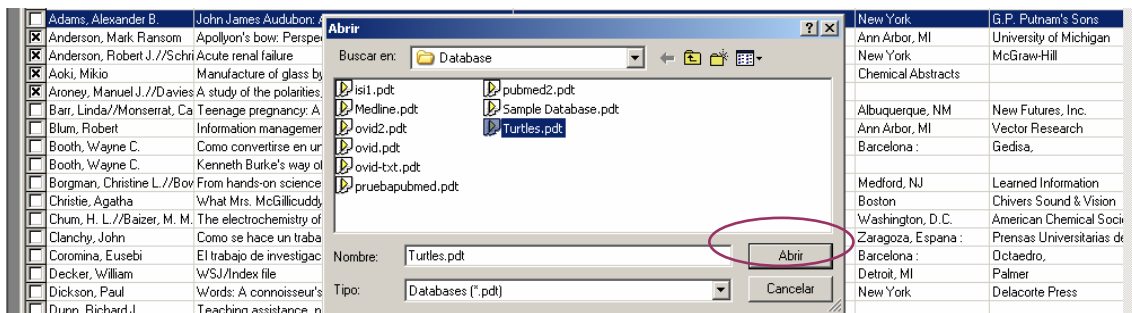 Adams, Alexander B. John James Audubon: A New York G.P. Putnam's Sons
Anderson, Mark Ransom Apollyon's bow: Perspe Ann Arbor, MI University of Michigan
Anderson, Robert J.//Schri Acute renal failure New York McGraw-Hill
Aoki, Mikio Manufacture of glass by Chemical Abstracts
Aroney, Manuel J.//Davies A study of the polarities,
Barr, Linda//Monserrat, Ca Teenage pregnancy: A Albuquerque, NM New Futures, Inc.
Blum, Robert Information managemer Ann Arbor, MI Vector Research
Booth, Wayne C. Como convertirse en ur Barcelona : Gedisa,
Booth, Wayne C. Kenneth Burke's way of
Borgman, Christine L.//Bov From hands-on science Medford, NJ Learned Information
Christie, Agatha What Mrs. McGillicuddy Boston Chivers Sound & Vision
Chum, H. L.//Baizer, M. M. The electrochemistry of Washington, D.C. American Chemical Soci
Clanchy, John Como se hace un traba Zaragoza, Espana : Prensas Universitarias de
Coromina, Eusebi El trabajo de investigac Barcelona : Octaedro,
Decker, William WSJ/Index file Detroit, MI Palmer
Dickson, Paul Words: A connoisseur's New York Delacorte Press
Dunn, Richard J. Teaching assistance, n
Abrir
Buscar en: Database
isi1.pdt pubmed2.pdt
Medline.pdt Sample Database.pdt
ovid2.pdt Turtles.pdt
ovid.pdt
ovid-txt.pdt
pruebapubmed.pdt
Nombre: Turtles.pdt Abrir
Tipo: Databases (*.pdt) Cancelar